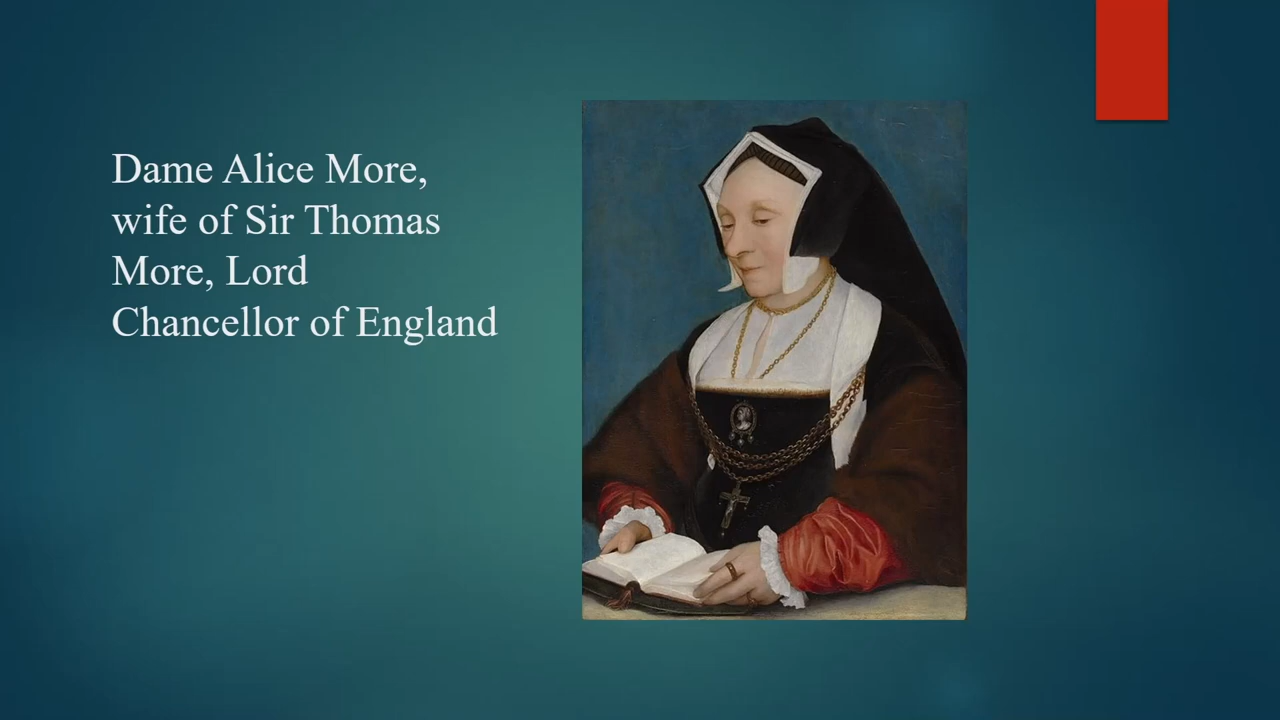 Dame Alice More,
wife of Sir Thomas
More, Lord
Chancellor of England